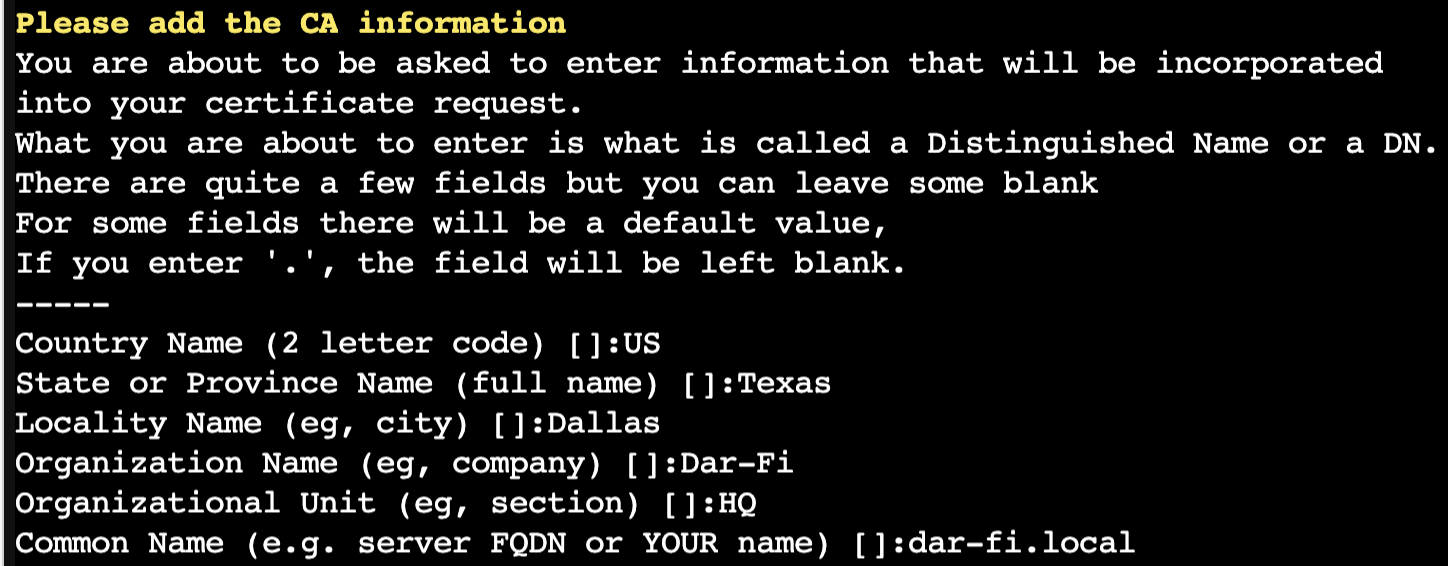 Please add the CA information
You are about to be asked to enter information that will be incorporated
into your certificate request.
What you are about to enter is what is called a Distinguished Name or a DN.
There are quite a few fields but you can leave some blank
For some fields there will be a default value,
If you enter '.', the field will be left blank.
-----
Country Name (2 letter code) []:US
State or Province Name (full name) []:Texas
Locality Name (eg, city) []:Dallas
Organization Name (eg, company) []:Dar-Fi
Organizational Unit (eg, section) []:HQ
Common Name (e.g. server FQDN or YOUR name) []:dar-fi.local